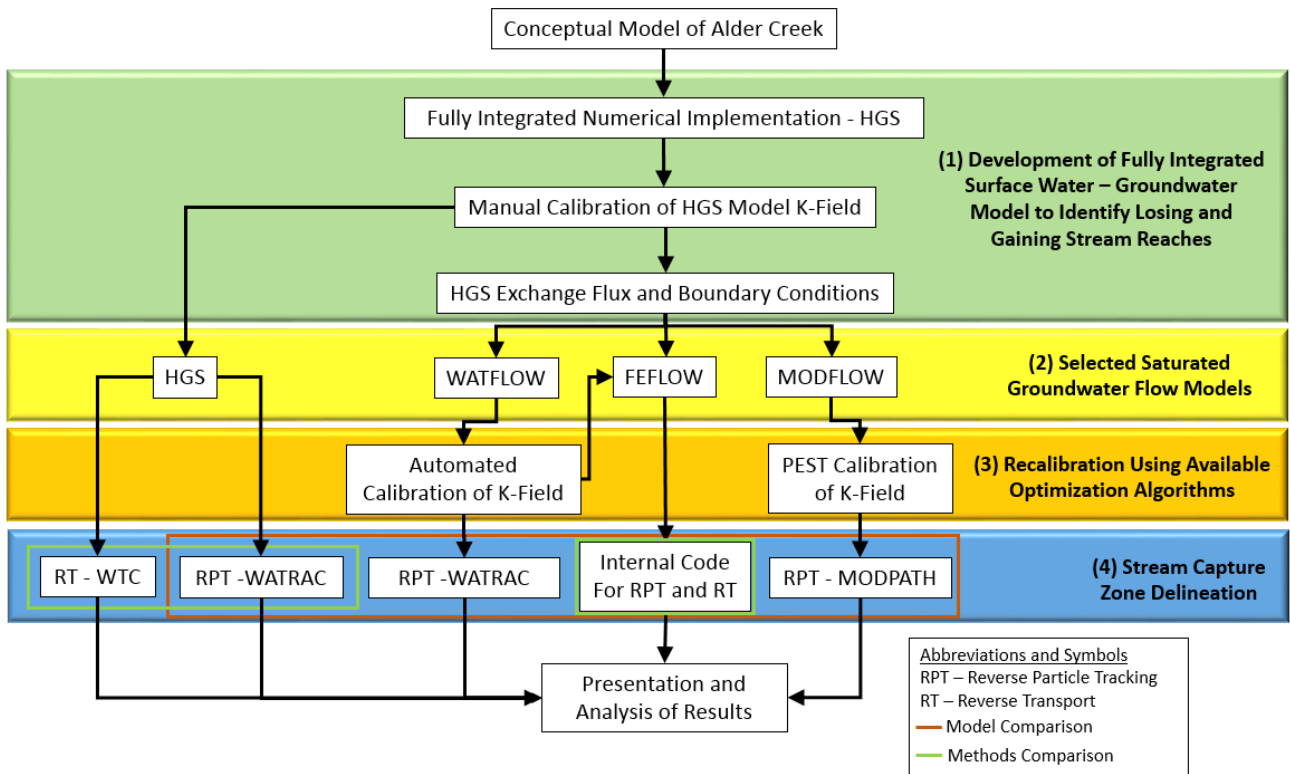 Conceptual Model of Alder Creek
Fully Integrated Numerical Implementation - HGS
(1) Development of Fully Integrated
Surface Water – Groundwater
Model to Identify Losing and
Gaining Stream Reaches
Manual Calibration of HGS Model K-Field
HGS Exchange Flux and Boundary Conditions
HGS
WATFLOW
FEFLOW
MODFLOW
(2) Selected Saturated
Groundwater Flow Models
Automated
Calibration of K-Field
PEST Calibration
of K-Field
(3) Recalibration Using Available
Optimization Algorithms
RT - WTC
RPT -WATRAC
RPT -WATRAC
Internal Code
For RPT and RT
RPT - MODPATH
(4) Stream Capture
Zone Delineation
Presentation and
Analysis of Results
Abbreviations and Symbols
RPT – Reverse Particle Tracking
RT – Reverse Transport
Model Comparison
Methods Comparison